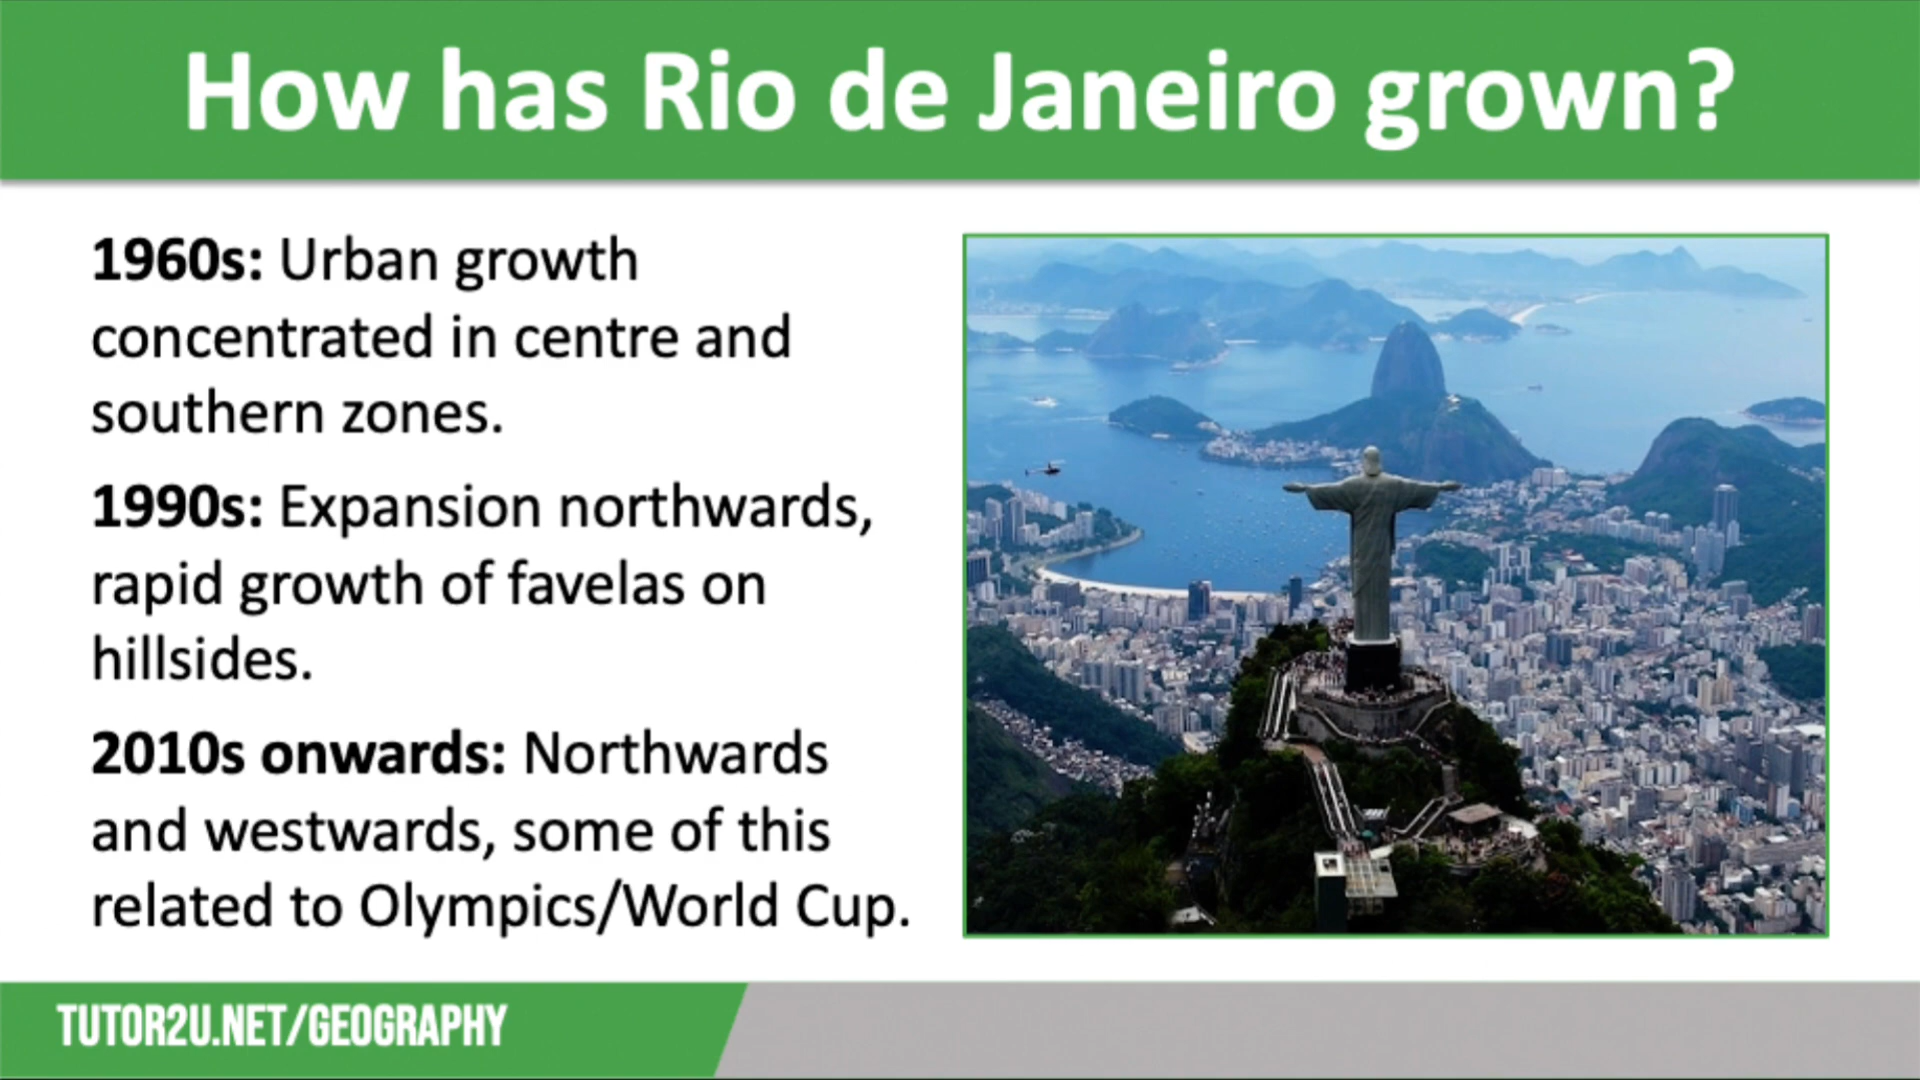 How has Rio de Janeiro grown?
1960s: Urban growth
concentrated in centre and
southern zones.
1990s: Expansion northwards,
rapid growth of favelas on
hillsides.
2010s onwards: Northwards
and westwards, some of this
related to Olympics/World Cup.
TUTOR2U.NET/GEOGRAPHY